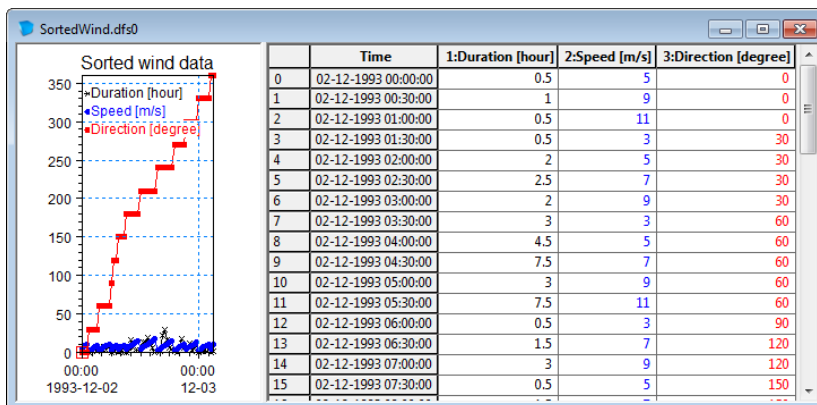 SortedWind.dfs0
Sorted wind data
350
Duration [hour]
Speed [m/s]
300
Direction [degree]
250
200
150
100
50
0
00:00 00:00
1993-12-02 12-03
Time 1:Duration [hour] 2:Speed [m/s] 3:Direction [degree]
0 02-12-1993 00:00:00 0.5 5 0
1 02-12-1993 00:30:00 1 9 0
2 02-12-1993 01:00:00 0.5 11 0
3 02-12-1993 01:30:00 0.5 3 30
4 02-12-1993 02:00:00 2 5 30
5 02-12-1993 02:30:00 2.5 7 30
6 02-12-1993 03:00:00 2 9 30
7 02-12-1993 03:30:00 3 3 60
8 02-12-1993 04:00:00 4.5 5 60
9 02-12-1993 04:30:00 7.5 7 60
10 02-12-1993 05:00:00 3 9 60
11 02-12-1993 05:30:00 7.5 11 60
12 02-12-1993 06:00:00 0.5 3 90
13 02-12-1993 06:30:00 1.5 7 120
14 02-12-1993 07:00:00 3 9 120
15 02-12-1993 07:30:00 0.5 5 150